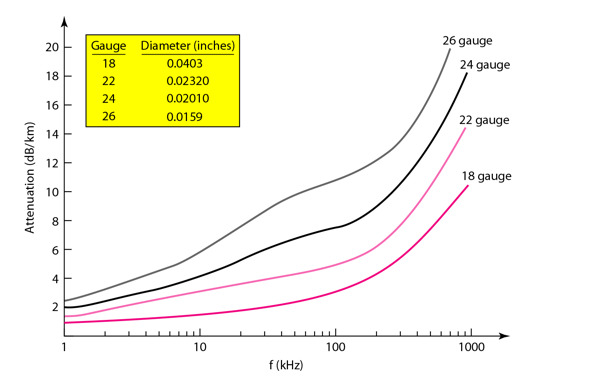 26 gauge
24 gauge
22 gauge
18 gauge
Gauge Diameter (inches)
18 0.0403
22 0.02320
24 0.02010
26 0.0159
Attenuation (dB/km)
20
18
16
14
12
10
8
6
4
2
1 10 100 1000
f (kHz)